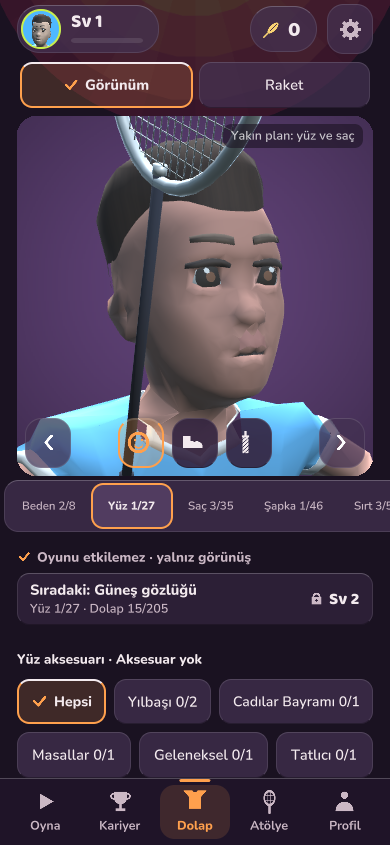 Sv 1
0
Görünüm
Raket
Yakın plan: yüz ve saç
Beden 2/8
Yüz 1/27
Saç 3/35
Şapka 1/46
Sırt 3/5
Oyunu etkilemez · yalnız görünüş
Sıradaki: Güneş gözlüğü
Yüz 1/27 · Dolap 15/205
Sv 2
Yüz aksesuarı · Aksesuar yok
Hepsi
Yılbaşı 0/2
Cadılar Bayramı 0/1
Masallar 0/1
Geleneksel 0/1
Tatlıcı 0/1
Oyna
Kariyer
Dolap
Atölye
Profil